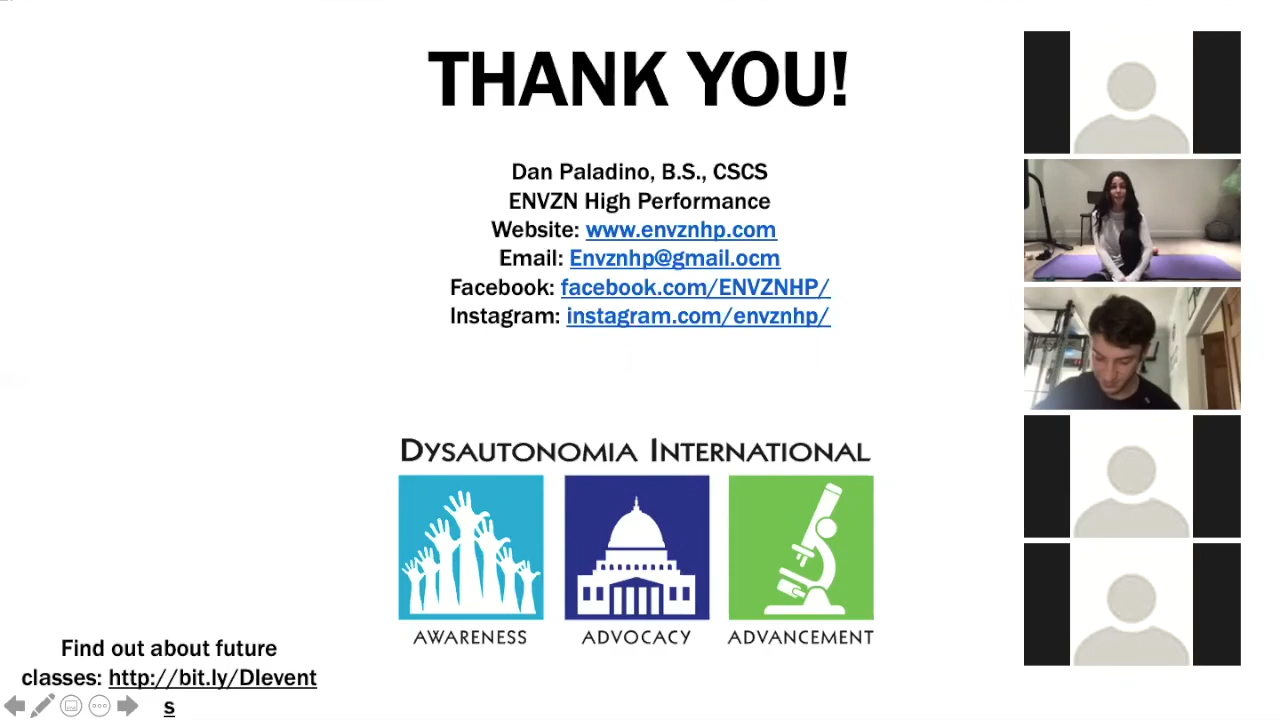 THANK YOU!
Dan Paladino, B.S., CSCS
ENVZN High Performance
Website: www.envznhp.com
Email: Envznhp@gmail.ocm
Facebook: facebook.com/ENVZNHP/
Instagram: instagram.com/envznhp/
DYSAUTONOMIA INTERNATIONAL
AWARENESS ADVOCACY ADVANCEMENT
Find out about future
classes: http://bit.ly/DIevent
s